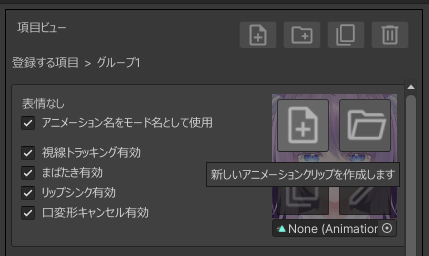 項目ビュー
登録する項目 > グループ1
表情なし
アニメーション名をモード名として使用
視線トラッキング有効
まばたき有効
リップシンク有効
口変形キャンセル有効
新しいアニメーションクリップを作成します
None (Animation